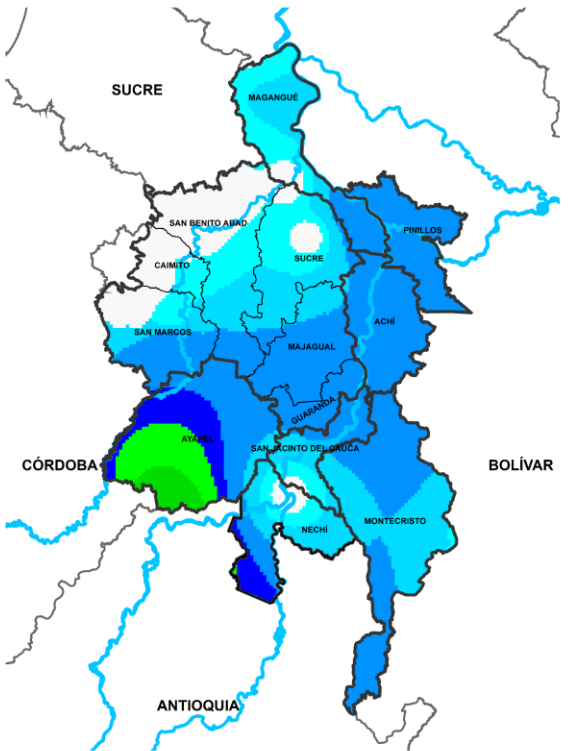 SUCRE
MAGANGUÉ
SAN BENITO ABAD
PINILLOS
CAIMITO
SUCRE
ACHÍ
SAN MARCOS
MAJAGUAL
GUARANDA
AYAPEL
SAN JACINTO DEL CAUCA
CÓRDOBA
BOLÍVAR
MONTECRISTO
NECHÍ
ANTIOQUIA